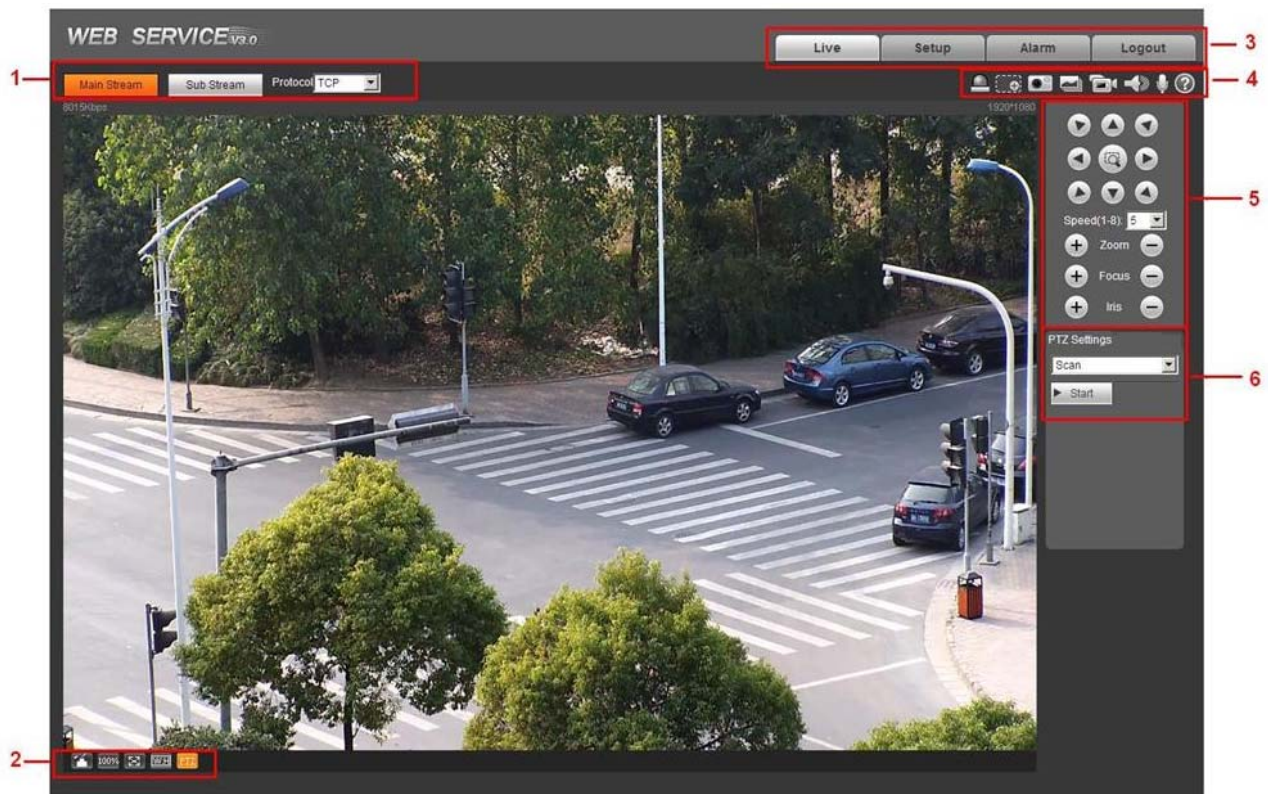 WEB SERVICE V3.0
Live Setup Alarm Logout
3
1
Main Stream Sub Stream Protocol TCP
4
8015Kbps 1920*1080
5
Speed(1-8): 5
Zoom
Focus
Iris
PTZ Settings
Scan
6
Start
2
100% W:H PTZ